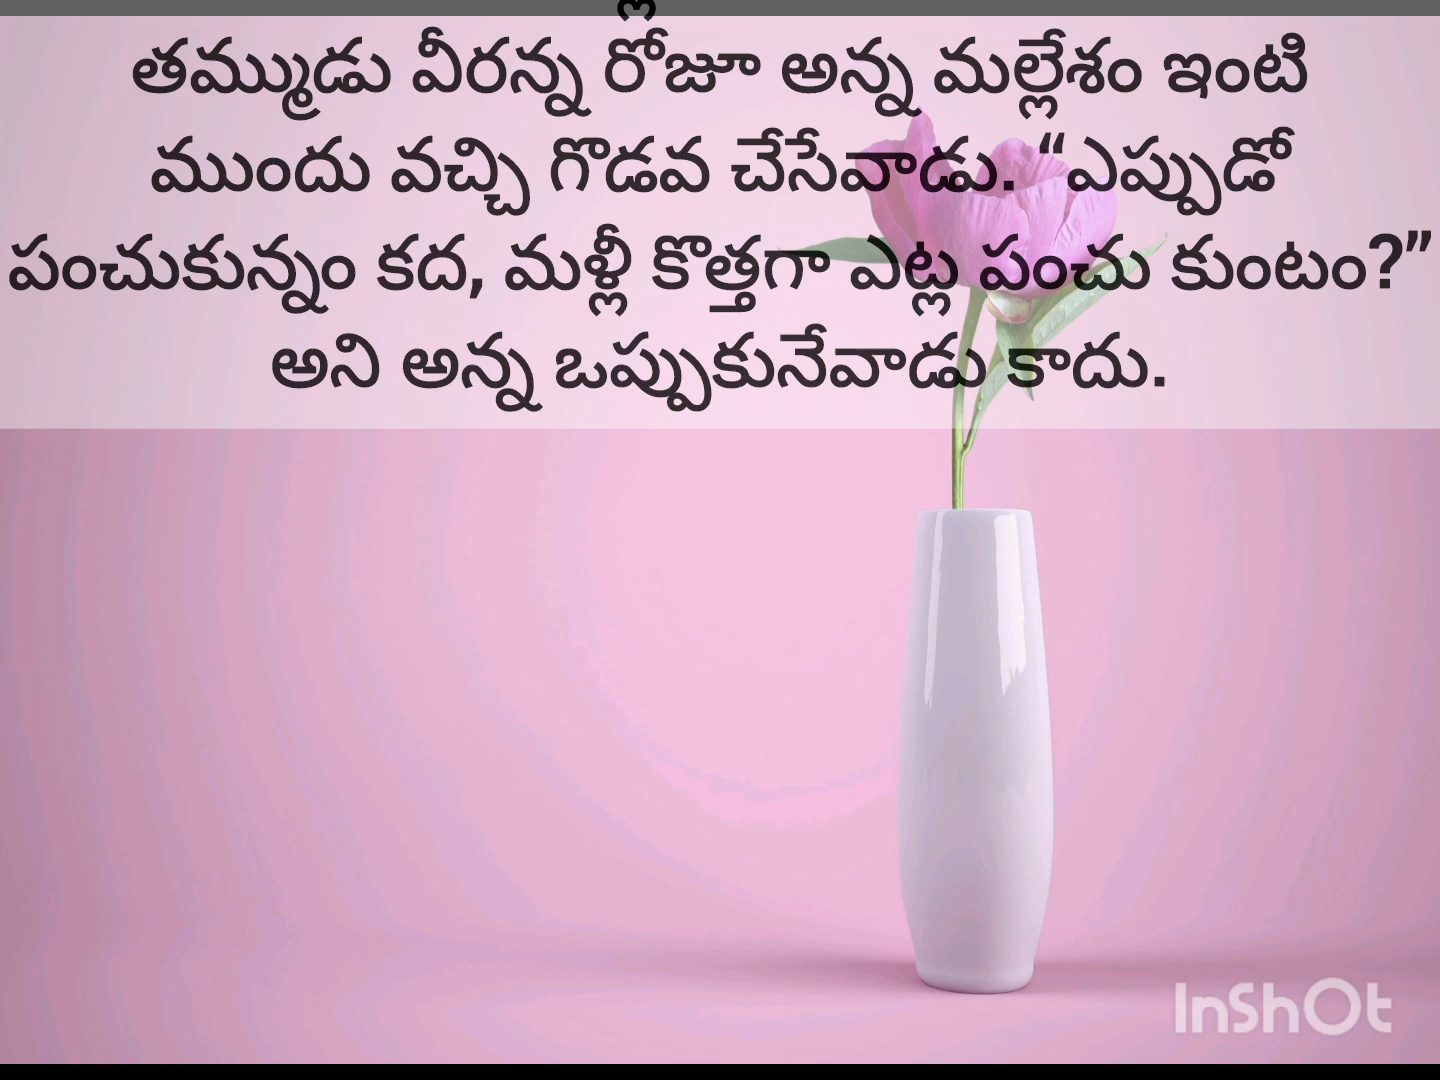 తమ్ముడు వీరన్న రోజూ అన్న మల్లేశం ఇంటి
ముందు వచ్చి గొడవ చేసేవాడు. “ఎప్పుడో
పంచుకున్నం కద, మళ్లీ కొత్తగా ఎట్ల పంచు కుంటం?”
అని అన్న ఒప్పుకునేవాడు కాదు.
InShOt